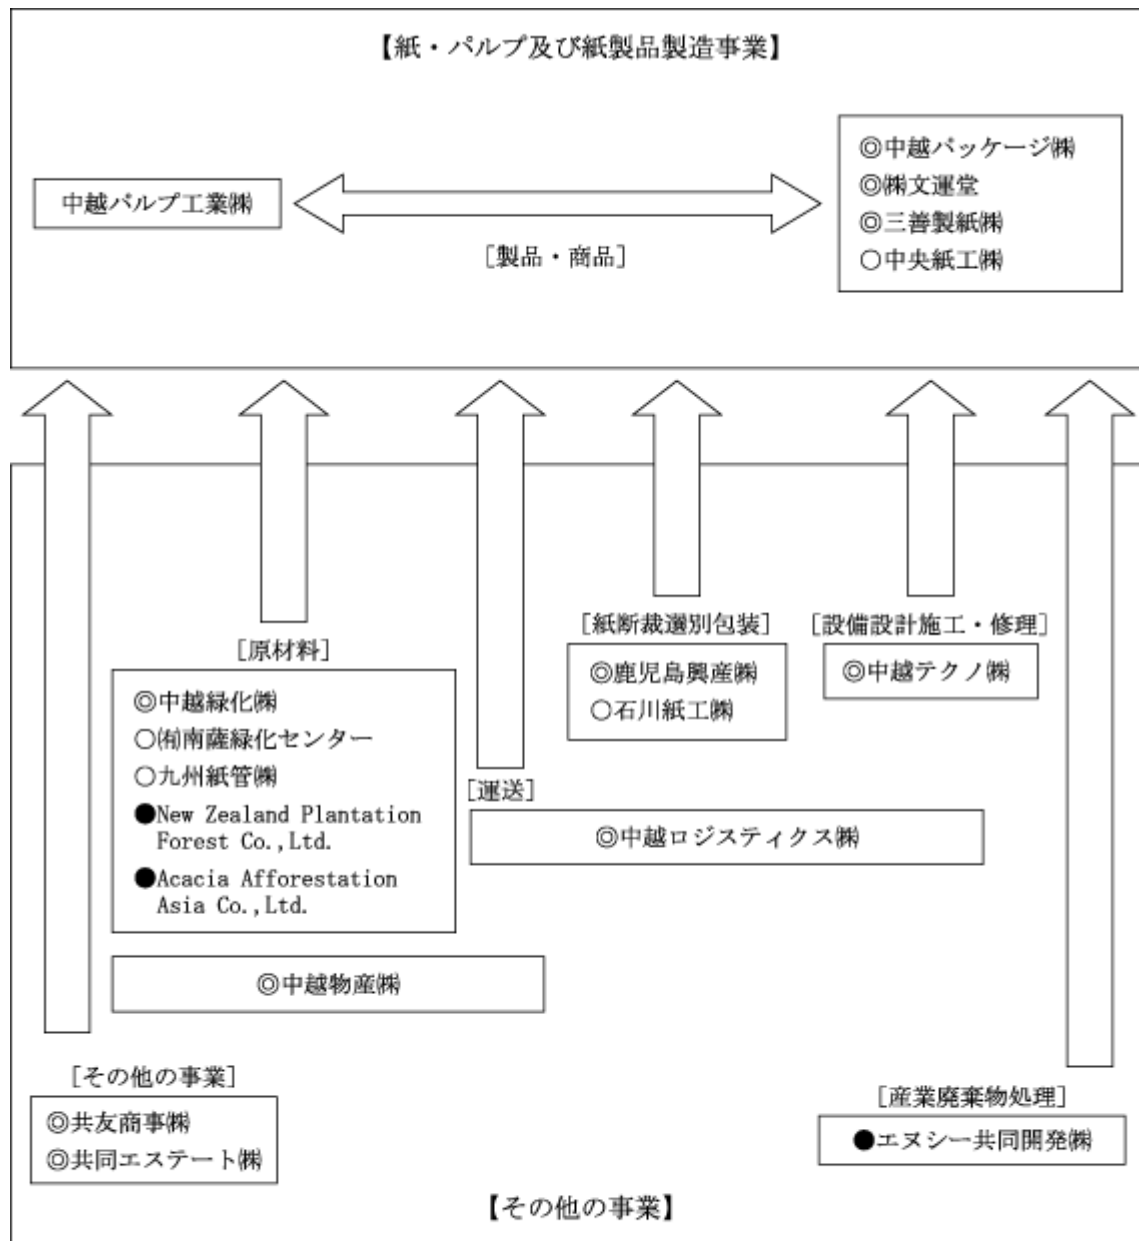 【紙・パルプ及び紙製品製造事業】
中越パルプ工業㈱
[製品・商品]
◎中越パッケージ㈱
◎㈱文運堂
◎三善製紙㈱
○中央紙工㈱
[原材料]
◎中越緑化㈱
○㈲南薩緑化センター
○九州紙管㈱
●New Zealand Plantation
Forest Co.,Ltd.
●Acacia Afforestation
Asia Co.,Ltd.
◎中越物産㈱
[運送]
◎中越ロジスティクス㈱
[紙断裁選別包装]
◎鹿児島興産㈱
○石川紙工㈱
[設備設計施工・修理]
◎中越テクノ㈱
[その他の事業]
◎共友商事㈱
◎共同エステート㈱
[産業廃棄物処理]
●エヌシー共同開発㈱
【その他の事業】